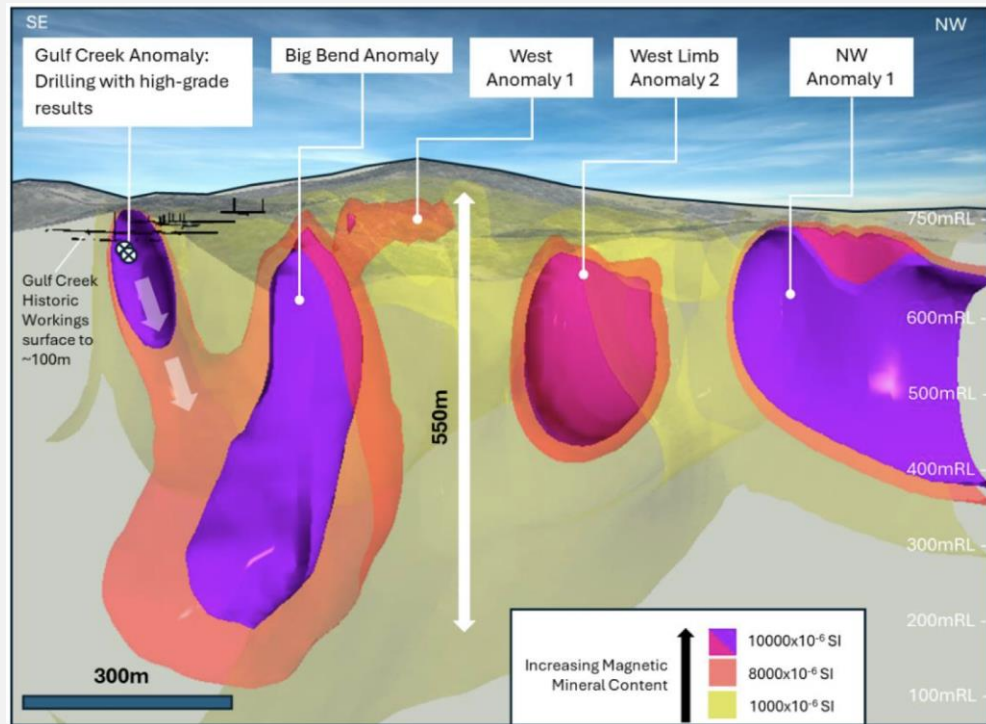 SE
NW
Gulf Creek Anomaly:
Drilling with high-grade
results
Big Bend Anomaly
West
Anomaly 1
West Limb
Anomaly 2
NW
Anomaly 1
750mRL -
Gulf Creek
Historic
Workings
surface to
~100m
600mRL -
500mRL -
550m
400mRL -
300mRL -
200mRL -
100mRL -
300m
Increasing Magnetic
Mineral Content
10000x10⁻⁶ SI
8000x10⁻⁶ SI
1000x10⁻⁶ SI